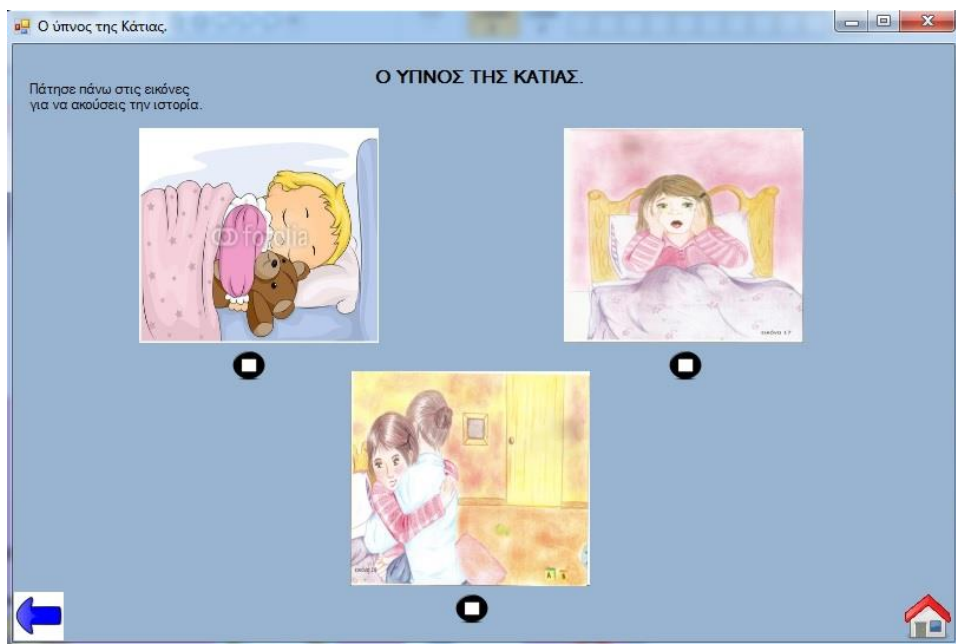 Ο ύπνος της Κάτιας.
Ο ΥΠΝΟΣ ΤΗΣ ΚΑΤΙΑΣ.
Πάτησε πάνω στις εικόνες
για να ακούσεις την ιστορία.
fotolia
A B